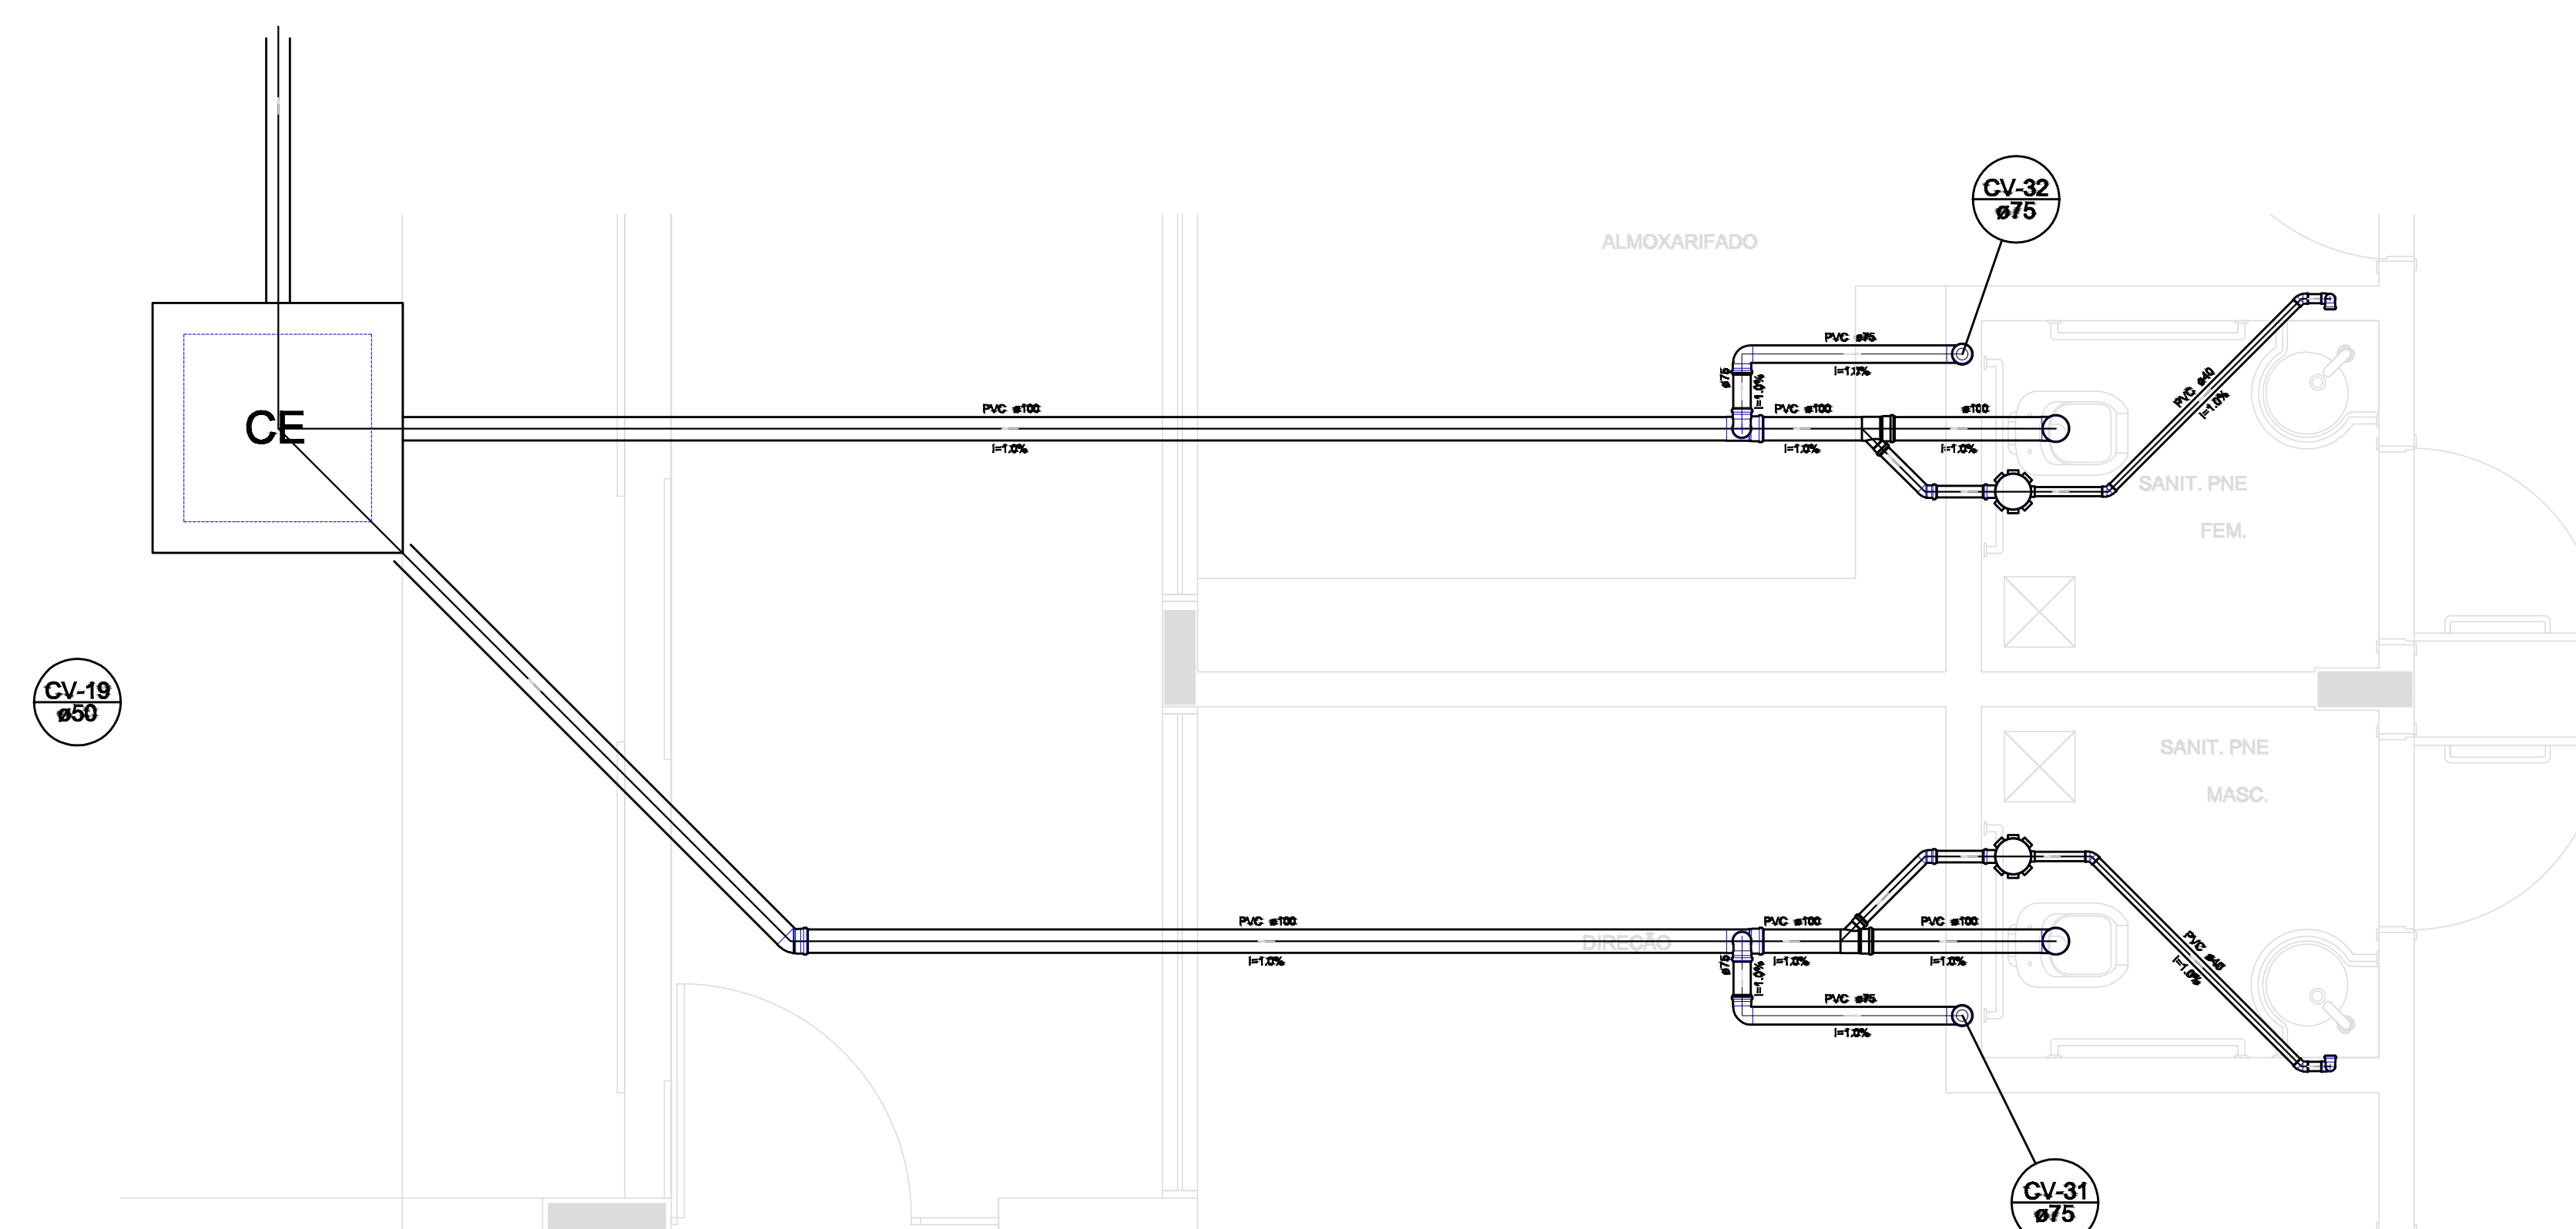 CV-32
ø75
ALMOXARIFADO
PVC ø75
i=1.0%
ø75
i=1.0%
PVC ø40
i=1.0%
PVC ø100
i=1.0%
PVC ø100
i=1.0%
ø100
i=1.0%
CE
SANIT. PNE
FEM.
CV-19
ø50
SANIT. PNE
MASC.
PVC ø100
i=1.0%
PVC ø100
i=1.0%
PVC ø100
i=1.0%
DIREÇÃO
ø75
i=1.0%
PVC ø40
i=1.0%
PVC ø75
i=1.0%
CV-31
ø75